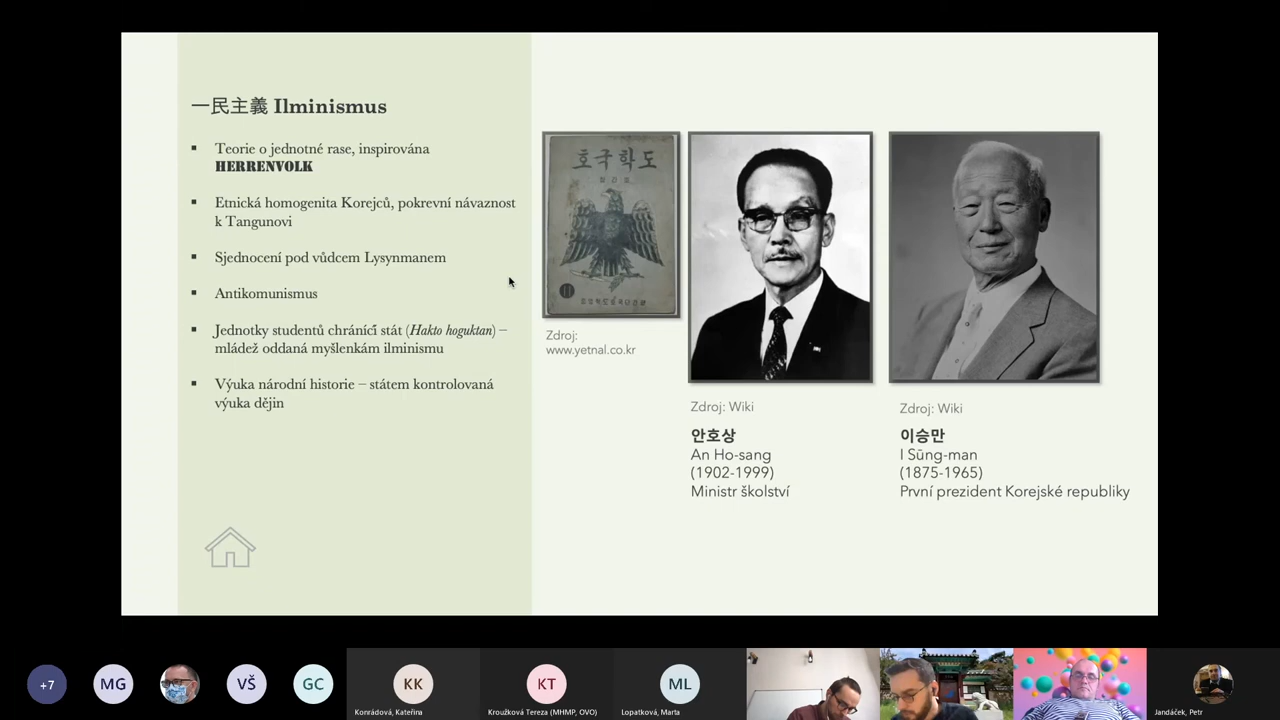 一民主義 Ilminismus
Teorie o jednotné rase, inspirována
HERRENVOLK
Etnická homogenita Korejců, pokrevní návaznost
k Tangunovi
Sjednocení pod vůdcem Lysynmanem
Antikomunismus
Jednotky studentů chránící stát (Hakto hoguktan) –
mládež oddaná myšlenkám ilminismu
Výuka národní historie – státem kontrolovaná
výuka dějin
호국학도
11
Zdroj:
www.yetnal.co.kr
Zdroj: Wiki
안호상
An Ho-sang
(1902-1999)
Ministr školství
Zdroj: Wiki
이승만
I Sŭng-man
(1875-1965)
První prezident Korejské republiky
+7
MG
VŠ
GC
KK
Konrádová, Kateřina
KT
Kroužková Tereza (MHMP, OVO)
ML
Lopatková, Marta
Jandáček, Petr